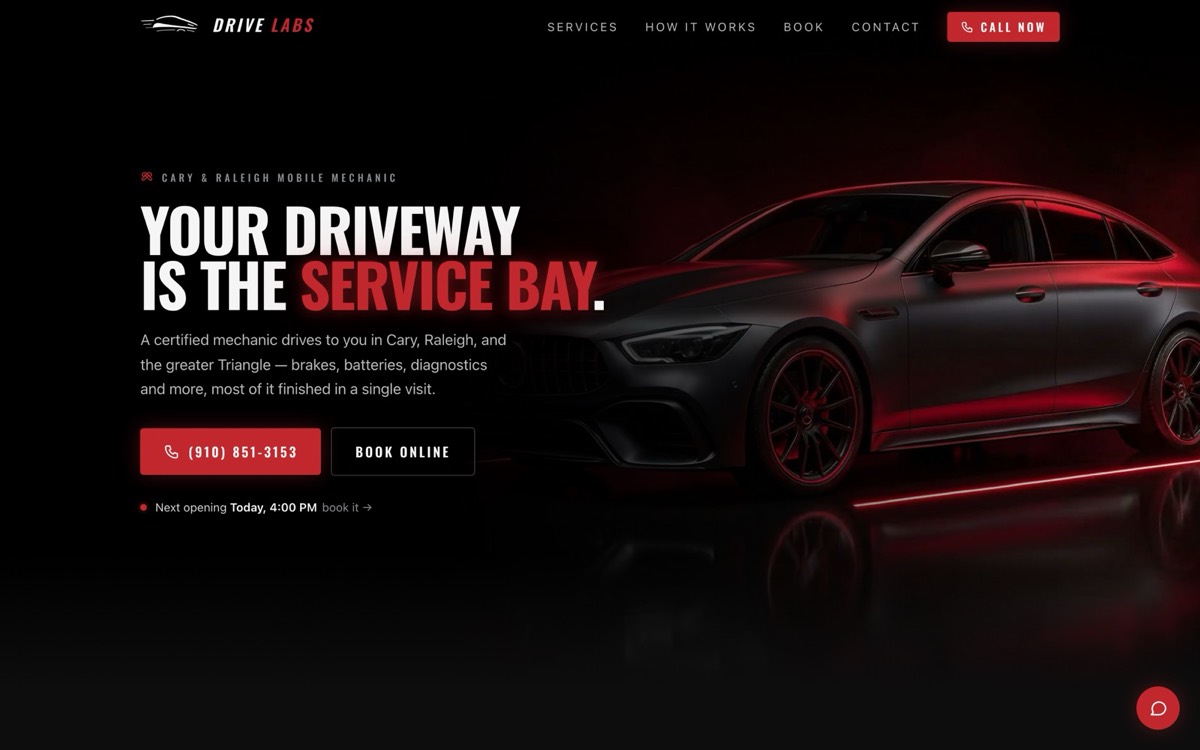 DRIVE LABS
SERVICES
HOW IT WORKS
BOOK
CONTACT
CALL NOW
CARY & RALEIGH MOBILE MECHANIC
YOUR DRIVEWAY
IS THE SERVICE BAY.
A certified mechanic drives to you in Cary, Raleigh, and
the greater Triangle — brakes, batteries, diagnostics
and more, most of it finished in a single visit.
(910) 851-3153
BOOK ONLINE
Next opening Today, 4:00 PM book it →